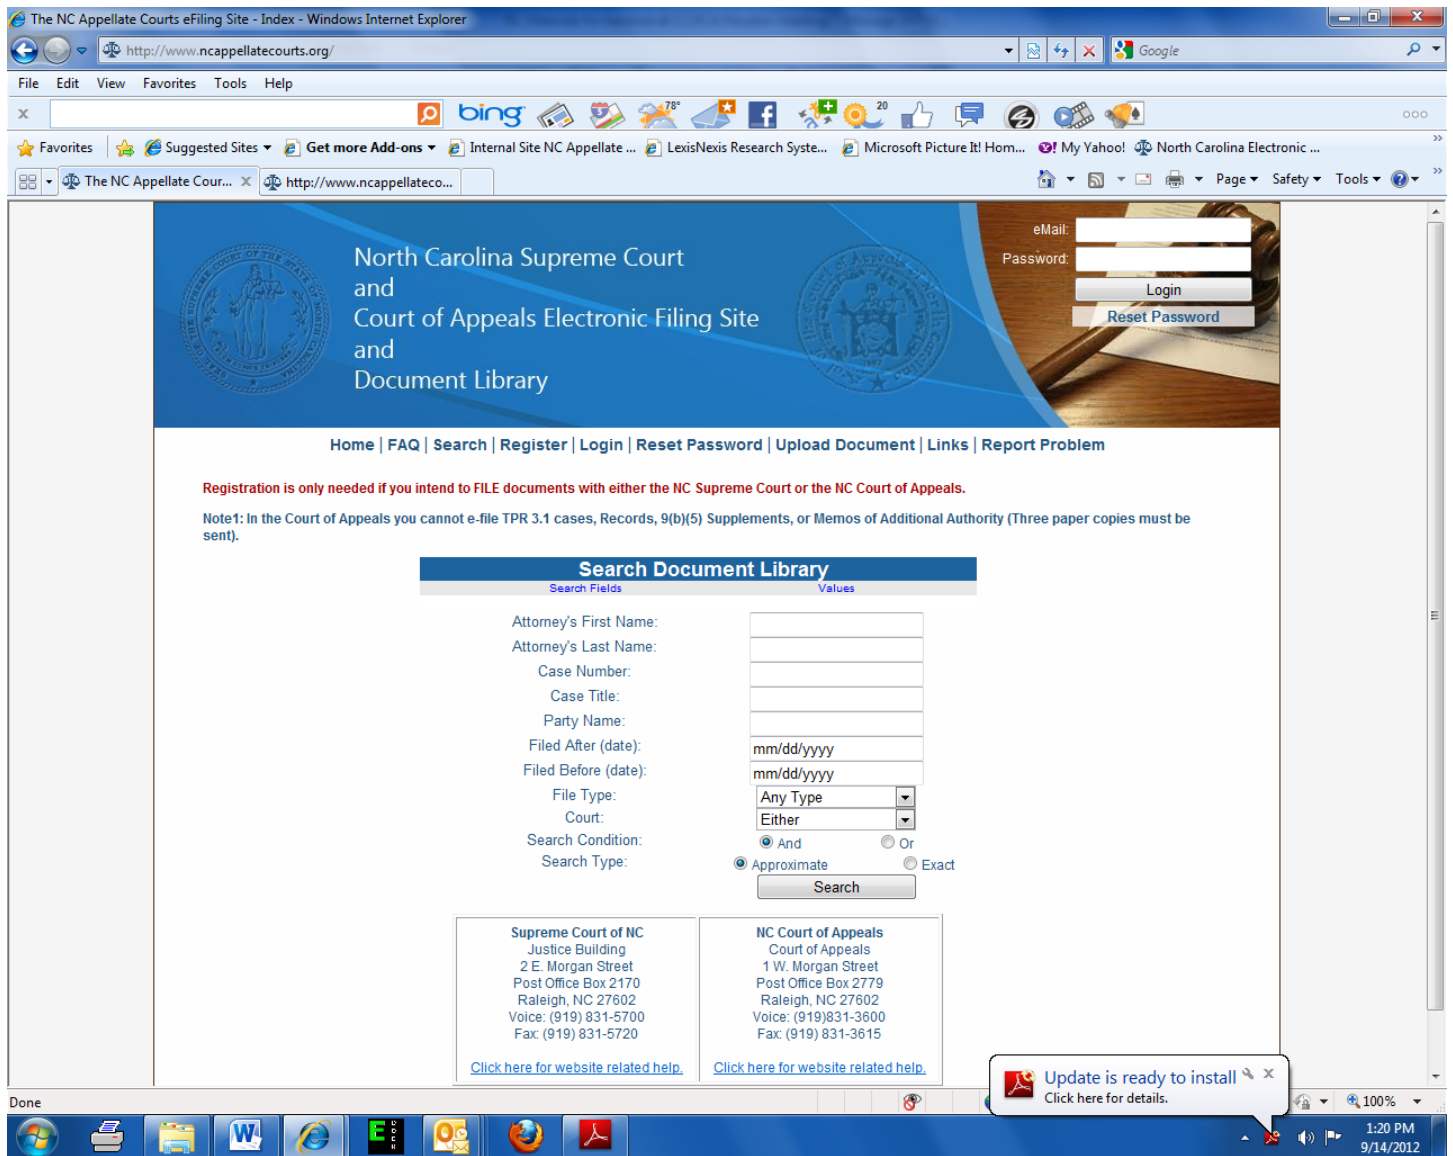 The NC Appellate Courts eFiling Site - Index - Windows Internet Explorer
http://www.ncappellatecourts.org/
Google
File Edit View Favorites Tools Help
x bing 78° 20
Favorites Suggested Sites Get more Add-ons Internal Site NC Appellate ... LexisNexis Research Syste... Microsoft Picture It! Hom... My Yahoo! North Carolina Electronic ...
The NC Appellate Cour... x http://www.ncappellateco... Page Safety Tools
North Carolina Supreme Court
and
Court of Appeals Electronic Filing Site
and
Document Library
eMail:
Password:
Login
Reset Password
Home | FAQ | Search | Register | Login | Reset Password | Upload Document | Links | Report Problem
Registration is only needed if you intend to FILE documents with either the NC Supreme Court or the NC Court of Appeals.
Note1: In the Court of Appeals you cannot e-file TPR 3.1 cases, Records, 9(b)(5) Supplements, or Memos of Additional Authority (Three paper copies must be
sent).
Search Document Library
Search Fields Values
Attorney's First Name:
Attorney's Last Name:
Case Number:
Case Title:
Party Name:
Filed After (date): mm/dd/yyyy
Filed Before (date): mm/dd/yyyy
File Type: Any Type
Court: Either
Search Condition: And Or
Search Type: Approximate Exact
Search
Supreme Court of NC
Justice Building
2 E. Morgan Street
Post Office Box 2170
Raleigh, NC 27602
Voice: (919) 831-5700
Fax: (919) 831-5720
Click here for website related help.
NC Court of Appeals
Court of Appeals
1 W. Morgan Street
Post Office Box 2779
Raleigh, NC 27602
Voice: (919)831-3600
Fax: (919) 831-3615
Click here for website related help.
Update is ready to install x
Click here for details.
Done 100%
1:20 PM
9/14/2012